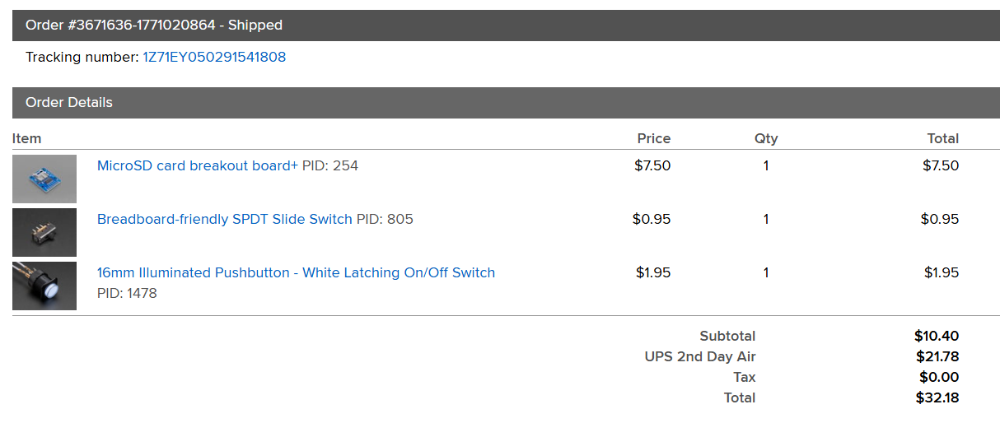 Order #3671636-1771020864 - Shipped
Tracking number: 1Z71EY050291541808
Order Details
Item Price Qty Total
MicroSD card breakout board+ PID: 254 $7.50 1 $7.50
Breadboard-friendly SPDT Slide Switch PID: 805 $0.95 1 $0.95
16mm Illuminated Pushbutton - White Latching On/Off Switch $1.95 1 $1.95
PID: 1478
Subtotal $10.40
UPS 2nd Day Air $21.78
Tax $0.00
Total $32.18